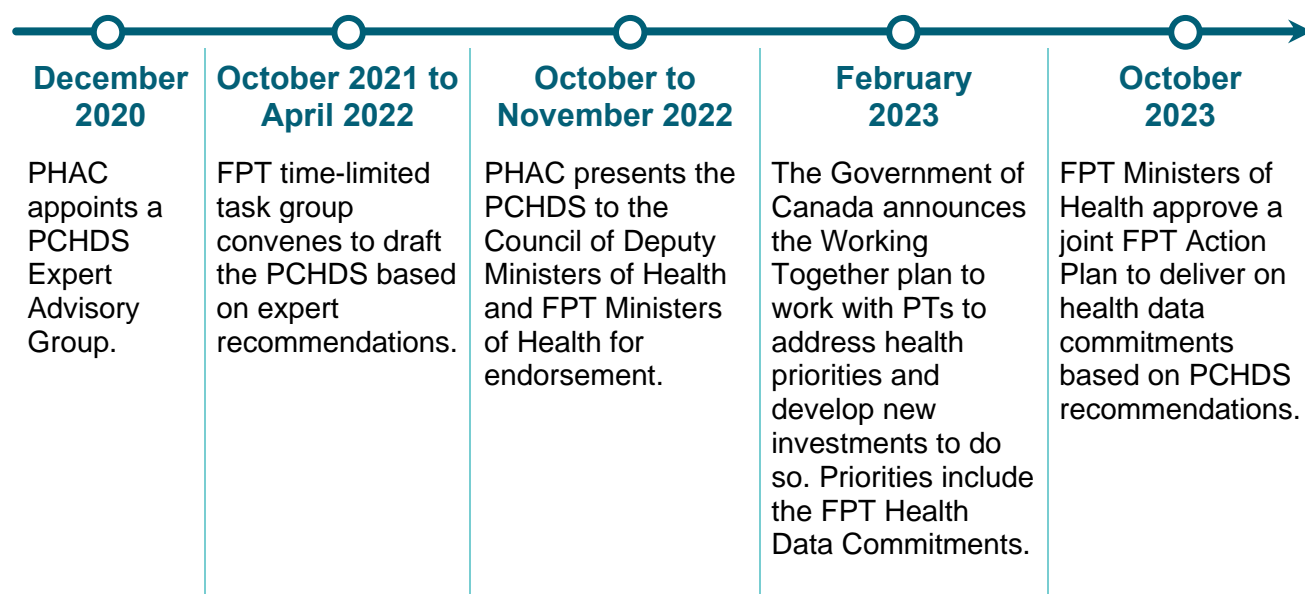 December
2020
PHAC
appoints a
PCHDS
Expert
Advisory
Group.
October 2021 to
April 2022
FPT time-limited
task group
convenes to draft
the PCHDS based
on expert
recommendations.
October to
November 2022
PHAC presents the
PCHDS to the
Council of Deputy
Ministers of Health
and FPT Ministers
of Health for
endorsement.
February
2023
The Government of
Canada announces
the Working
Together plan to
work with PTs to
address health
priorities and
develop new
investments to do
so. Priorities include
the FPT Health
Data Commitments.
October
2023
FPT Ministers of
Health approve a
joint FPT Action
Plan to deliver on
health data
commitments
based on PCHDS
recommendations.